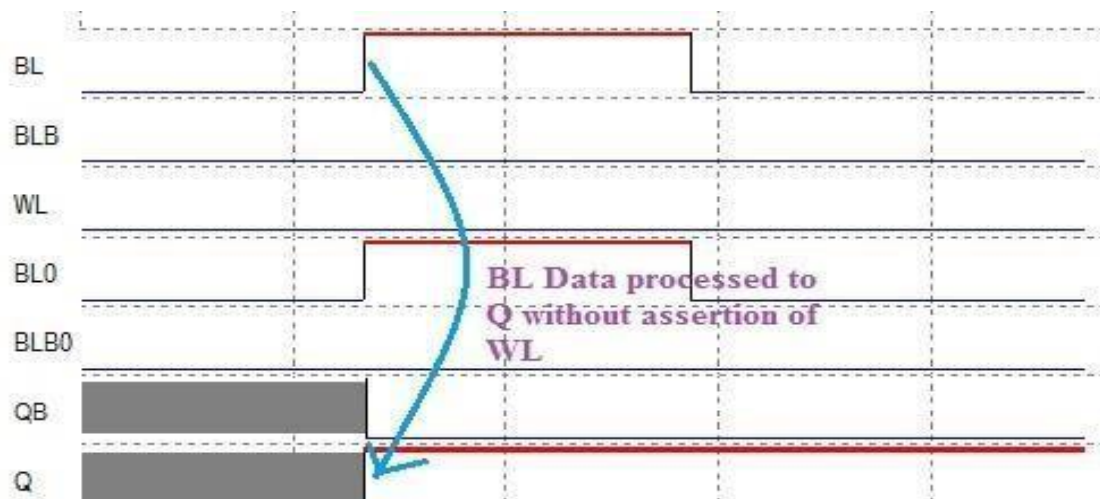 BL
BLB
WL
BL0
BL Data processed to
Q without assertion of
WL
BLB0
QB
Q